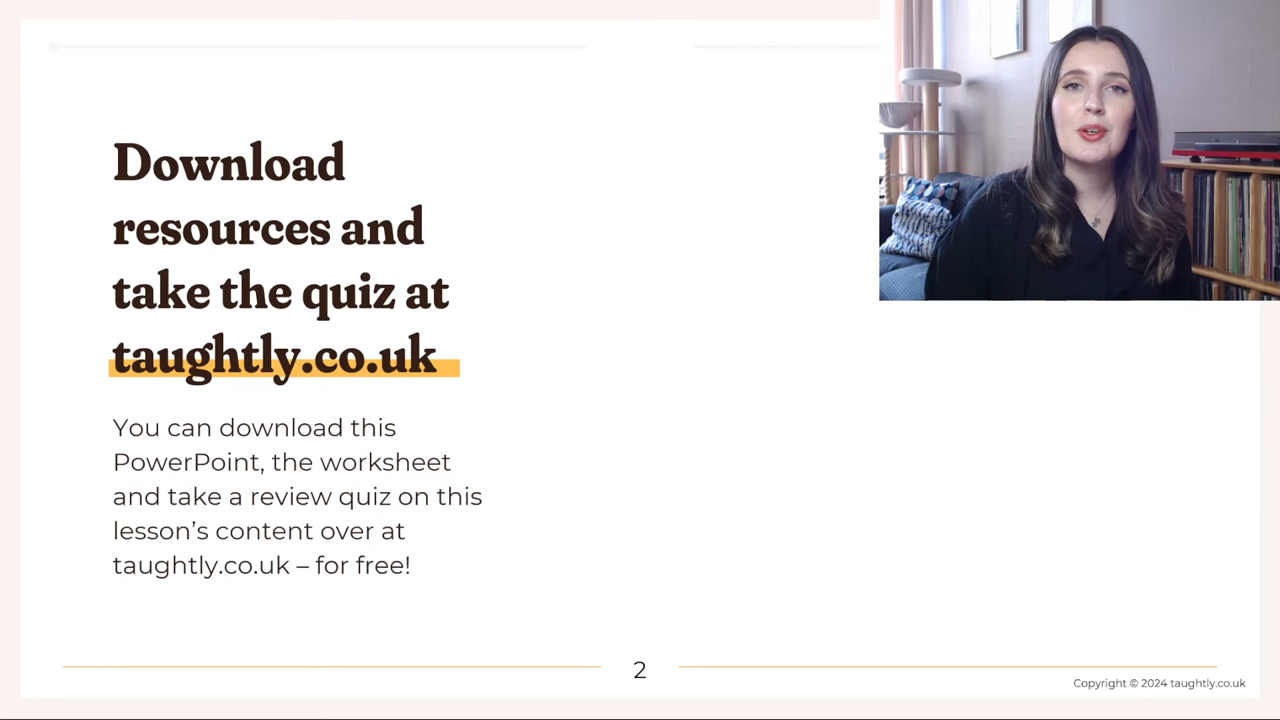 Download
resources and
take the quiz at
taughtly.co.uk
You can download this
PowerPoint, the worksheet
and take a review quiz on this
lesson’s content over at
taughtly.co.uk – for free!
2
Copyright © 2024 taughtly.co.uk